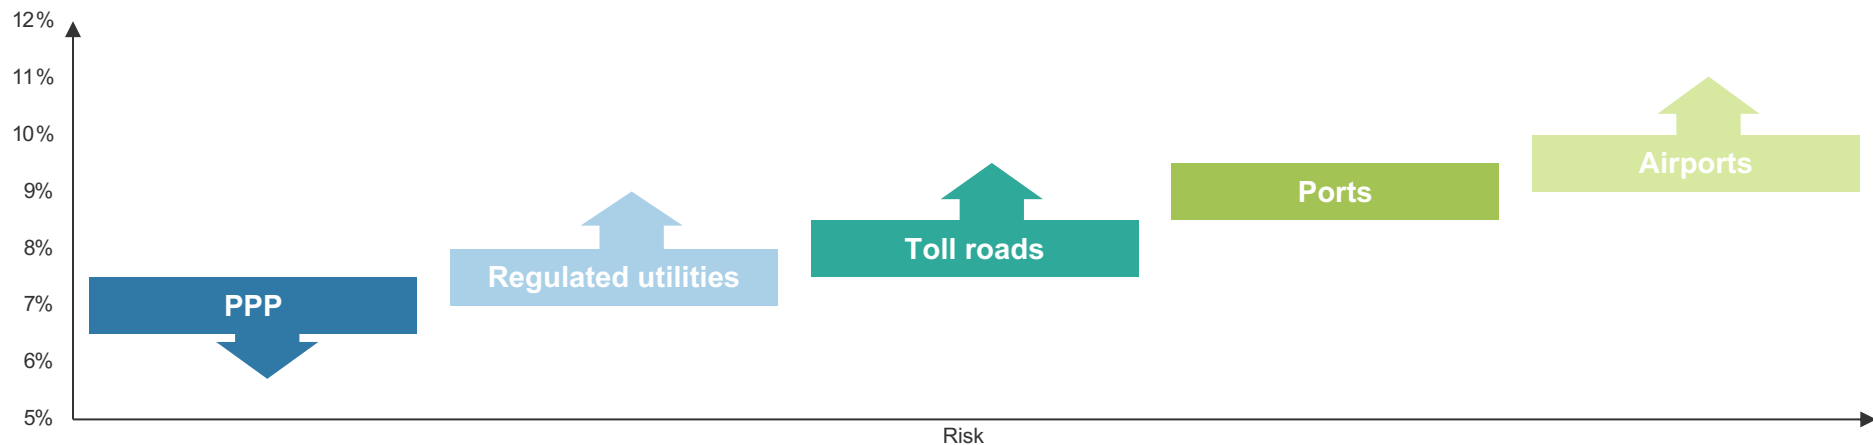 12%
11%
10%
9%
8%
7%
6%
5%
PPP
Regulated utilities
Toll roads
Ports
Airports
Risk